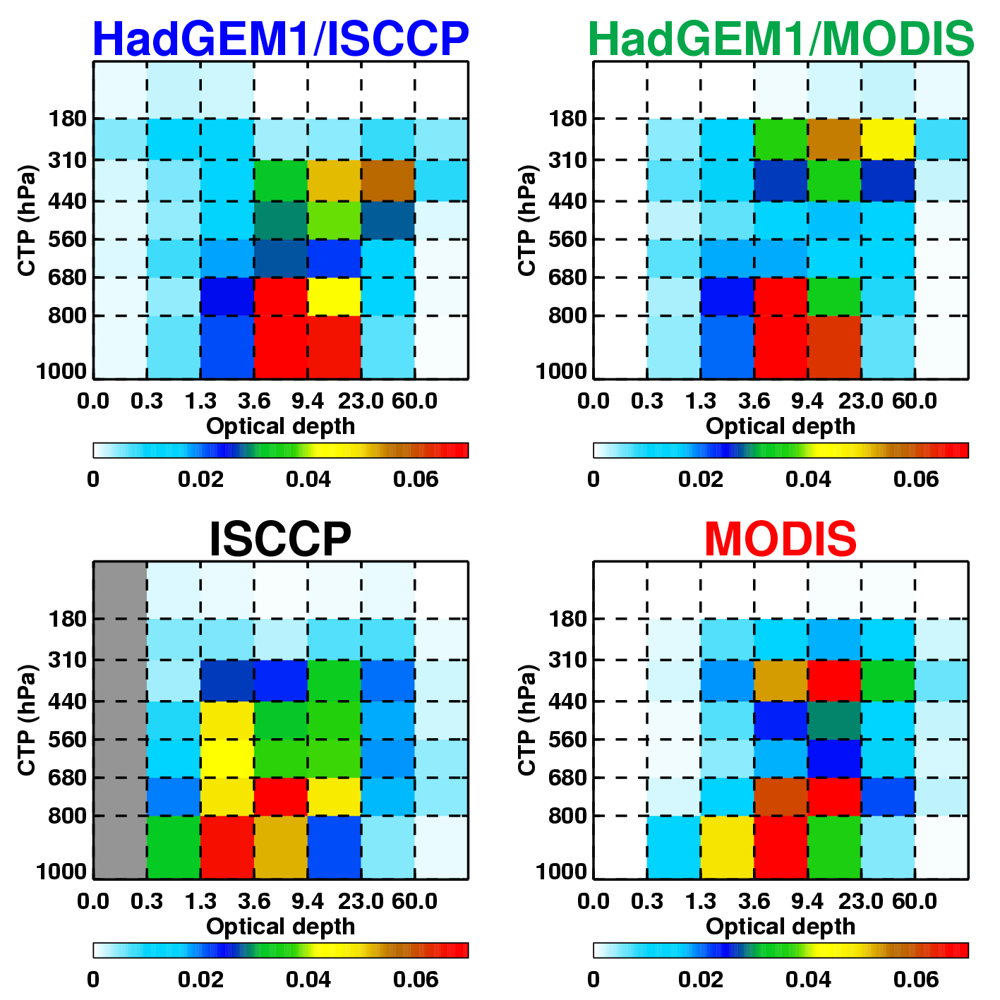 HadGEM1/ISCCP
180
310
440
560
680
800
1000
CTP (hPa)
0.0 0.3 1.3 3.6 9.4 23.0 60.0
Optical depth
0 0.02 0.04 0.06
HadGEM1/MODIS
180
310
440
560
680
800
1000
CTP (hPa)
0.0 0.3 1.3 3.6 9.4 23.0 60.0
Optical depth
0 0.02 0.04 0.06
ISCCP
180
310
440
560
680
800
1000
CTP (hPa)
0.0 0.3 1.3 3.6 9.4 23.0 60.0
Optical depth
0 0.02 0.04 0.06
MODIS
180
310
440
560
680
800
1000
CTP (hPa)
0.0 0.3 1.3 3.6 9.4 23.0 60.0
Optical depth
0 0.02 0.04 0.06